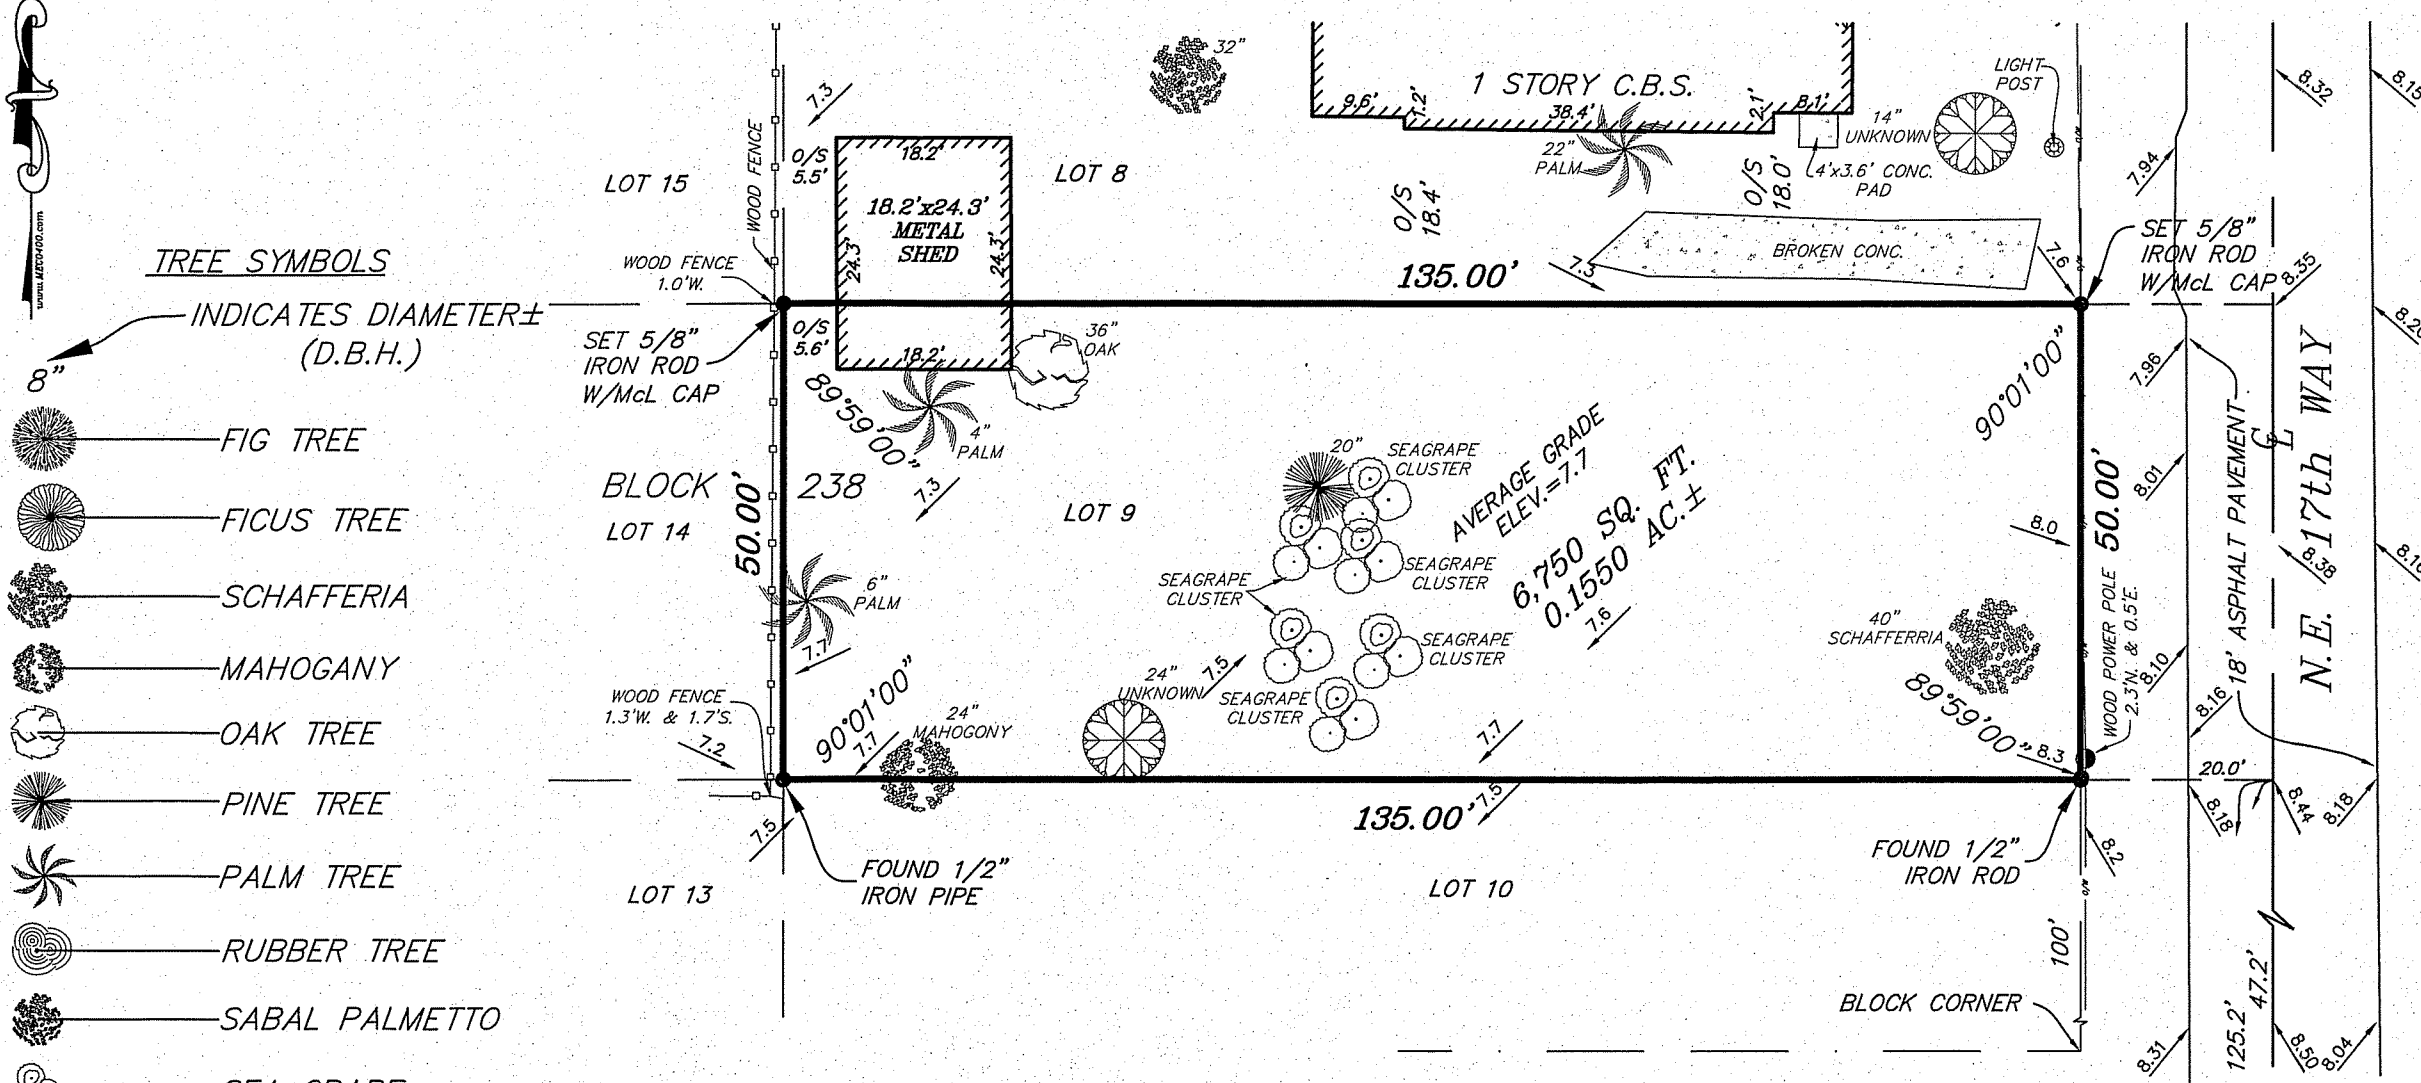 www.MECO400.com
TREE SYMBOLS
INDICATES DIAMETER±
(D.B.H.)
8"
FIG TREE
FICUS TREE
SCHAFFERIA
MAHOGANY
OAK TREE
PINE TREE
PALM TREE
RUBBER TREE
SABAL PALMETTO
LOT 15
WOOD FENCE
7.3
O/S
5.5'
18.2'
18.2'x24.3'
METAL
SHED
24.3'
24.3'
18.2'
LOT 8
32"
1 STORY C.B.S.
9.6'
1.2'
38.4'
2.1'
8.1'
22"
PALM
14"
UNKNOWN
4'x3.6' CONC.
PAD
LIGHT
POST
O/S
18.4'
O/S
18.0'
BROKEN CONC.
7.3
7.6
135.00'
WOOD FENCE
1.0'W.
SET 5/8"
IRON ROD
W/McL CAP
O/S
5.6'
89°59'00"
4"
PALM
36"
OAK
7.3
BLOCK 238
LOT 14
50.00'
LOT 9
6"
PALM
7.7
90°01'00"
7.7
WOOD FENCE
1.3'W. & 1.7'S.
7.2
7.5
24"
MAHOGONY
24"
UNKNOWN
7.5
20"
SEAGRAPE
CLUSTER
SEAGRAPE
CLUSTER
SEAGRAPE
CLUSTER
SEAGRAPE
CLUSTER
SEAGRAPE
CLUSTER
AVERAGE GRADE
ELEV.=7.7
6,750 SQ. FT.
0.1550 AC.±
7.6
7.7
7.5
135.00'
90°01'00"
8.0
40"
SCHAFFERRIA
89°59'00"
8.3
50.00'
WOOD POWER POLE
2.3'N. & 0.5'E.
SET 5/8"
IRON ROD
W/McL CAP
7.94
7.96
8.01
8.10
8.16
8.18
8.31
18' ASPHALT PAVEMENT
N.E. 17th WAY
8.32
8.35
8.38
8.44
8.50
8.18
8.04
20.0'
LOT 13
FOUND 1/2"
IRON PIPE
LOT 10
FOUND 1/2"
IRON ROD
8.2
100'
BLOCK CORNER
125.2'
47.2'